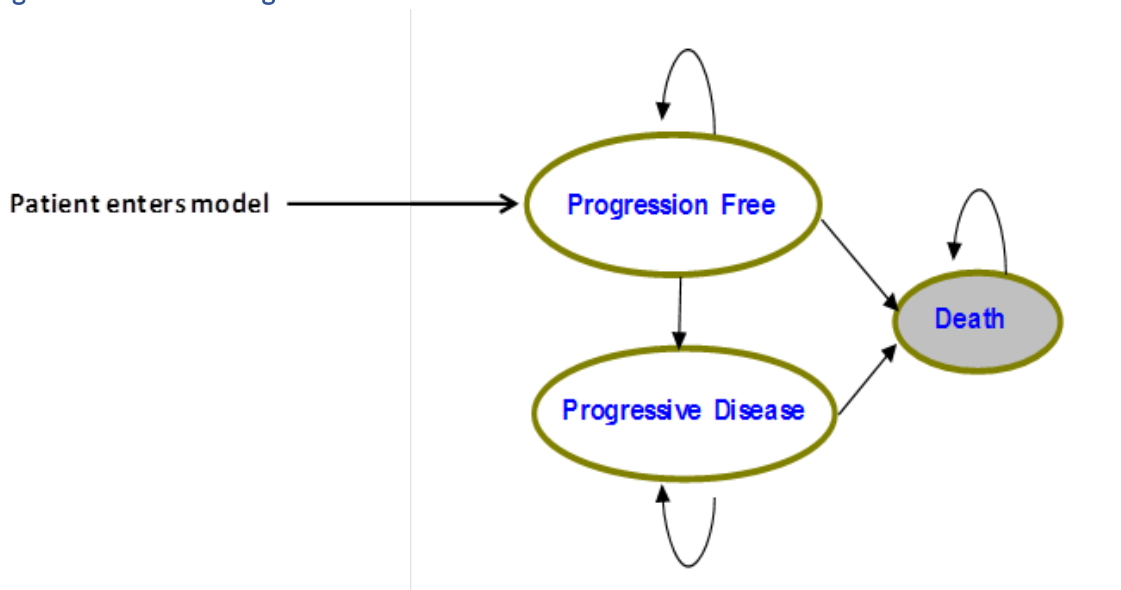 Patient enters model
Progression Free
Death
Progressive Disease